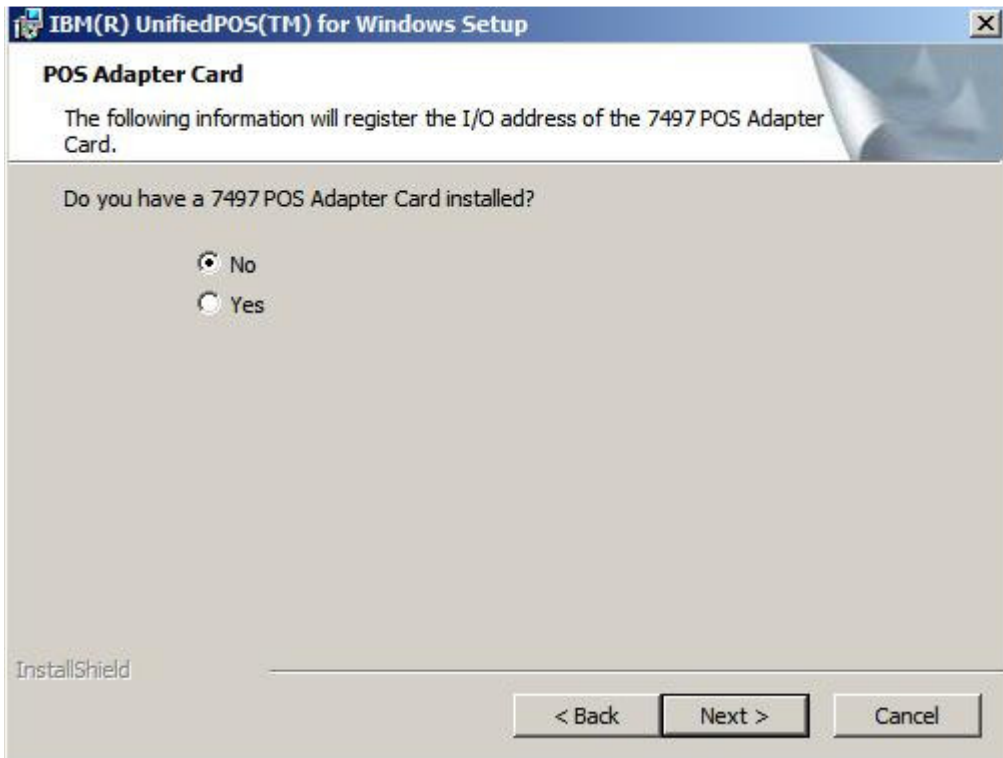 IBM(R) UnifiedPOS(TM) for Windows Setup
POS Adapter Card
The following information will register the I/O address of the 7497 POS Adapter
Card.
Do you have a 7497 POS Adapter Card installed?
No
Yes
InstallShield
< Back Next > Cancel